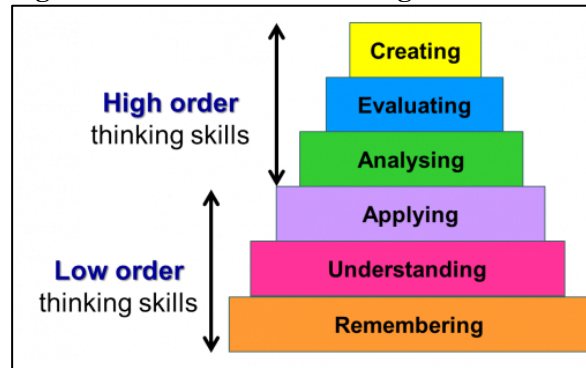 Creating
Evaluating
High order
thinking skills
Analysing
Applying
Understanding
Low order
thinking skills
Remembering